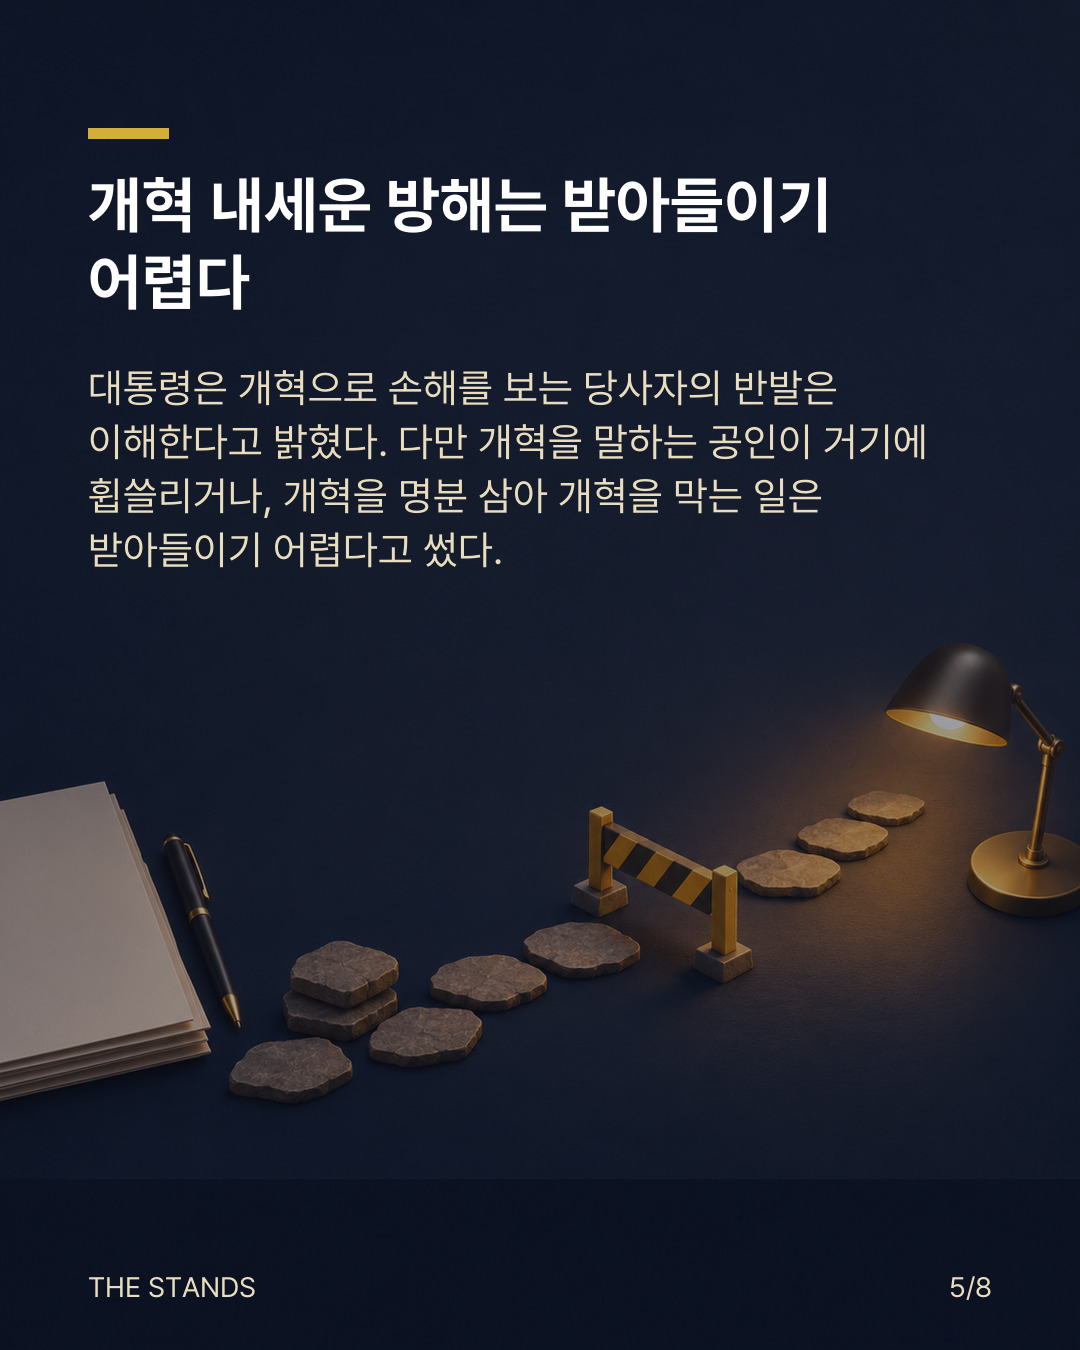 개혁 내세운 방해는 받아들이기
어렵다
대통령은 개혁으로 손해를 보는 당사자의 반발은
이해한다고 밝혔다. 다만 개혁을 말하는 공인이 거기에
휩쓸리거나, 개혁을 명분 삼아 개혁을 막는 일은
받아들이기 어렵다고 썼다.
THE STANDS
5/8